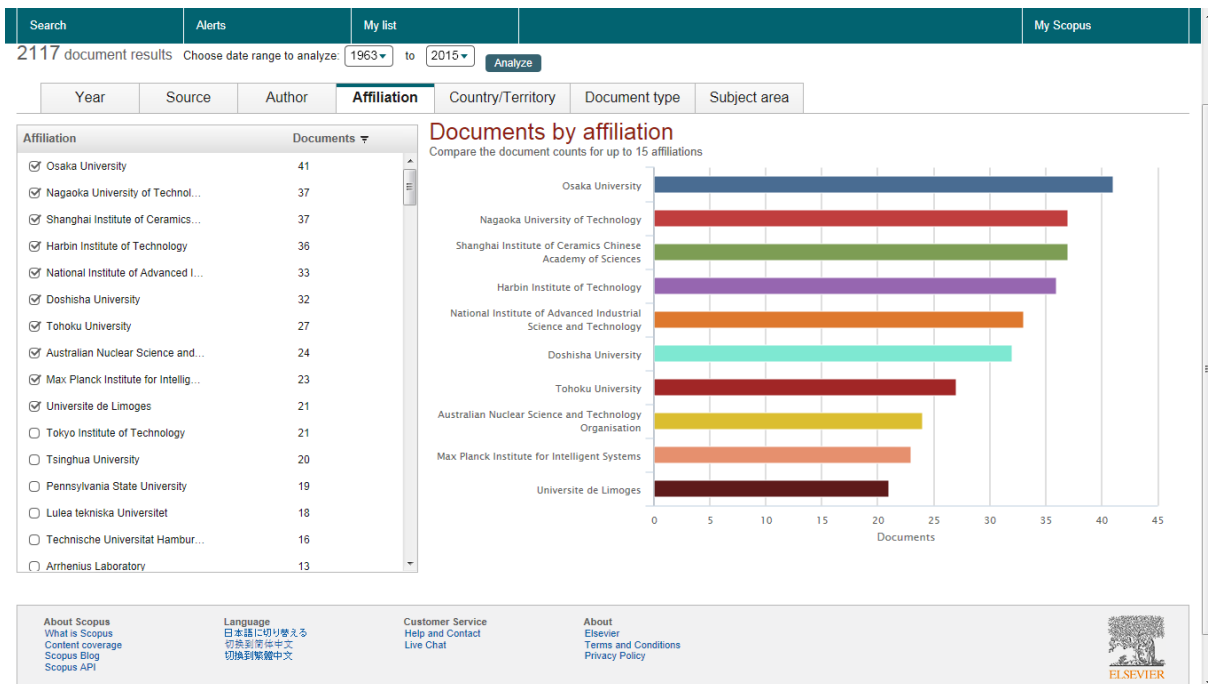 Search Alerts My list My Scopus
2117 document results Choose date range to analyze: 1963 to 2015 Analyze
Year Source Author Affiliation Country/Territory Document type Subject area
Affiliation Documents
Osaka University 41
Nagaoka University of Technol... 37
Shanghai Institute of Ceramics... 37
Harbin Institute of Technology 36
National Institute of Advanced I... 33
Doshisha University 32
Tohoku University 27
Australian Nuclear Science and... 24
Max Planck Institute for Intellig... 23
Universite de Limoges 21
Tokyo Institute of Technology 21
Tsinghua University 20
Pennsylvania State University 19
Lulea tekniska Universitet 18
Technische Universitat Hambur... 16
Arrhenius Laboratory 13
Documents by affiliation
Compare the document counts for up to 15 affiliations
Osaka University
Nagaoka University of Technology
Shanghai Institute of Ceramics Chinese
Academy of Sciences
Harbin Institute of Technology
National Institute of Advanced Industrial
Science and Technology
Doshisha University
Tohoku University
Australian Nuclear Science and Technology
Organisation
Max Planck Institute for Intelligent Systems
Universite de Limoges
0 5 10 15 20 25 30 35 40 45
Documents
About Scopus
What is Scopus
Content coverage
Scopus Blog
Scopus API
Language
日本語に切り替える
切换到简体中文
切換到繁體中文
Customer Service
Help and Contact
Live Chat
About
Elsevier
Terms and Conditions
Privacy Policy
ELSEVIER